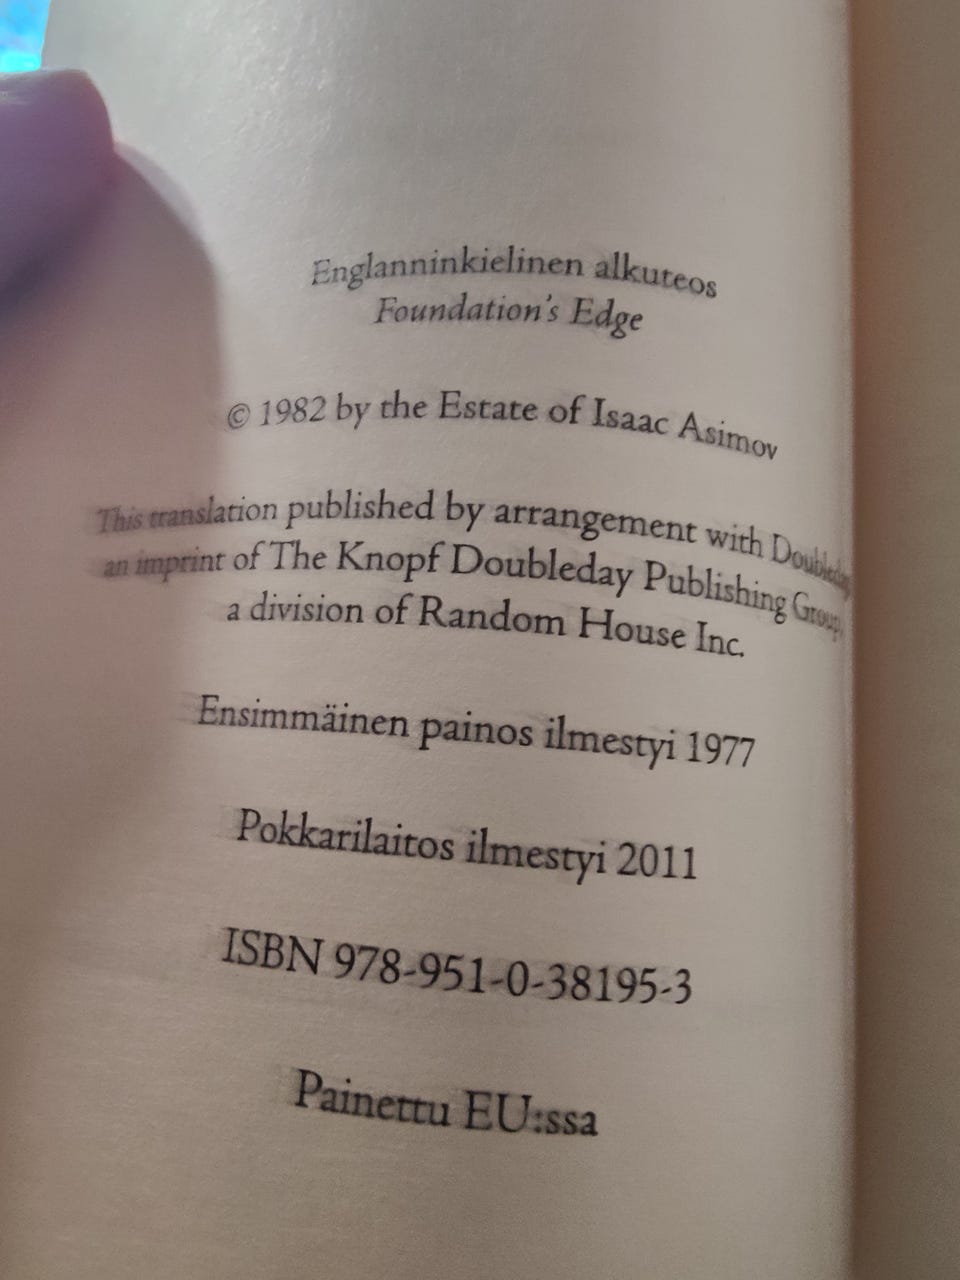 Englanninkielinen alkuteos
Foundation's Edge
© 1982 by the Estate of Isaac Asimov
This translation published by arrangement with Doubleday
an imprint of The Knopf Doubleday Publishing Group,
a division of Random House Inc.
Ensimmäinen painos ilmestyi 1977
Pokkarilaitos ilmestyi 2011
ISBN 978-951-0-38195-3
Painettu EU:ssa